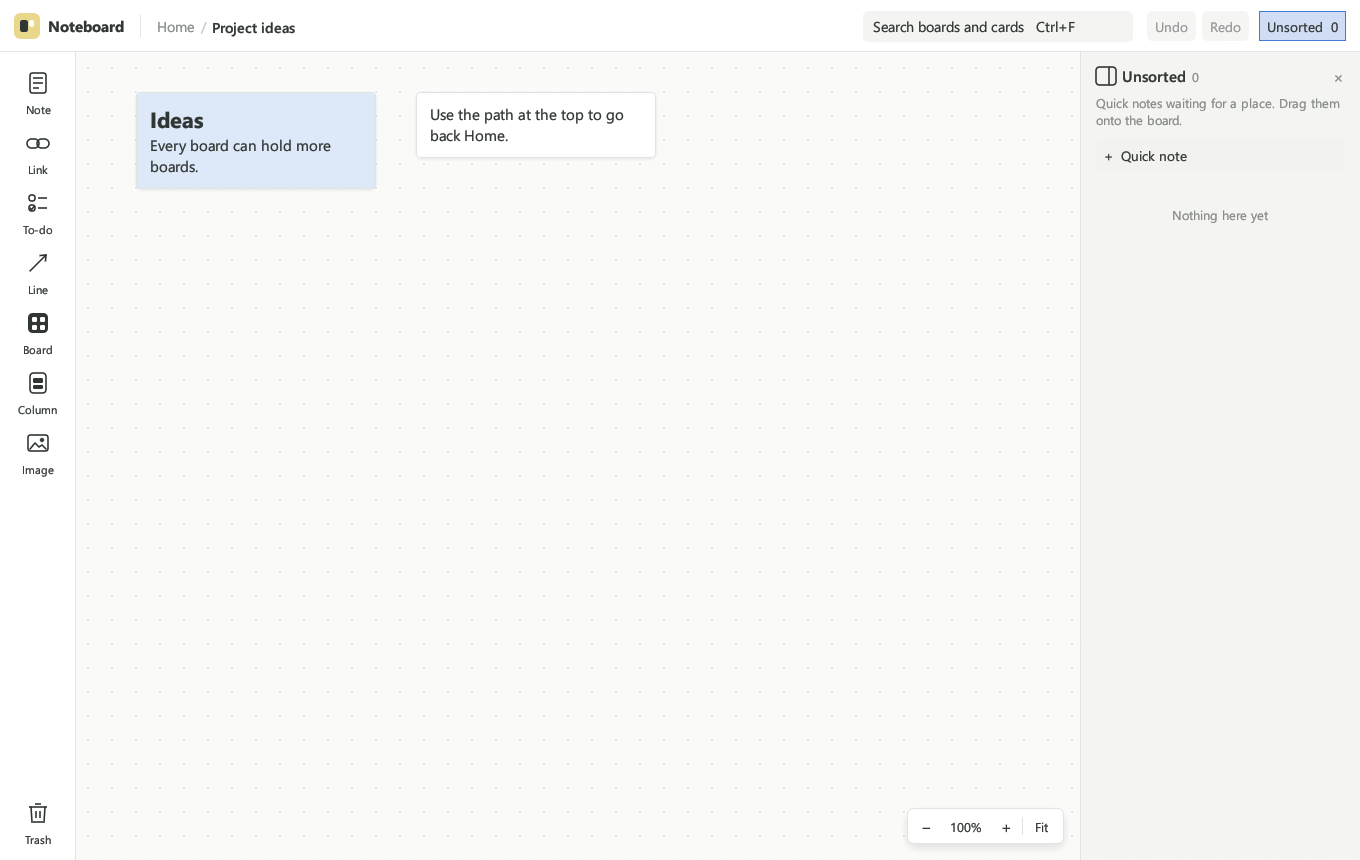 Noteboard
Home / Project ideas
Search boards and cards Ctrl+F
Undo
Redo
Unsorted 0
Note
Link
To-do
Line
Board
Column
Image
Trash
Ideas
Every board can hold more
boards.
Use the path at the top to go
back Home.
Unsorted 0
×
Quick notes waiting for a place. Drag them
onto the board.
+ Quick note
Nothing here yet
− 100% + Fit